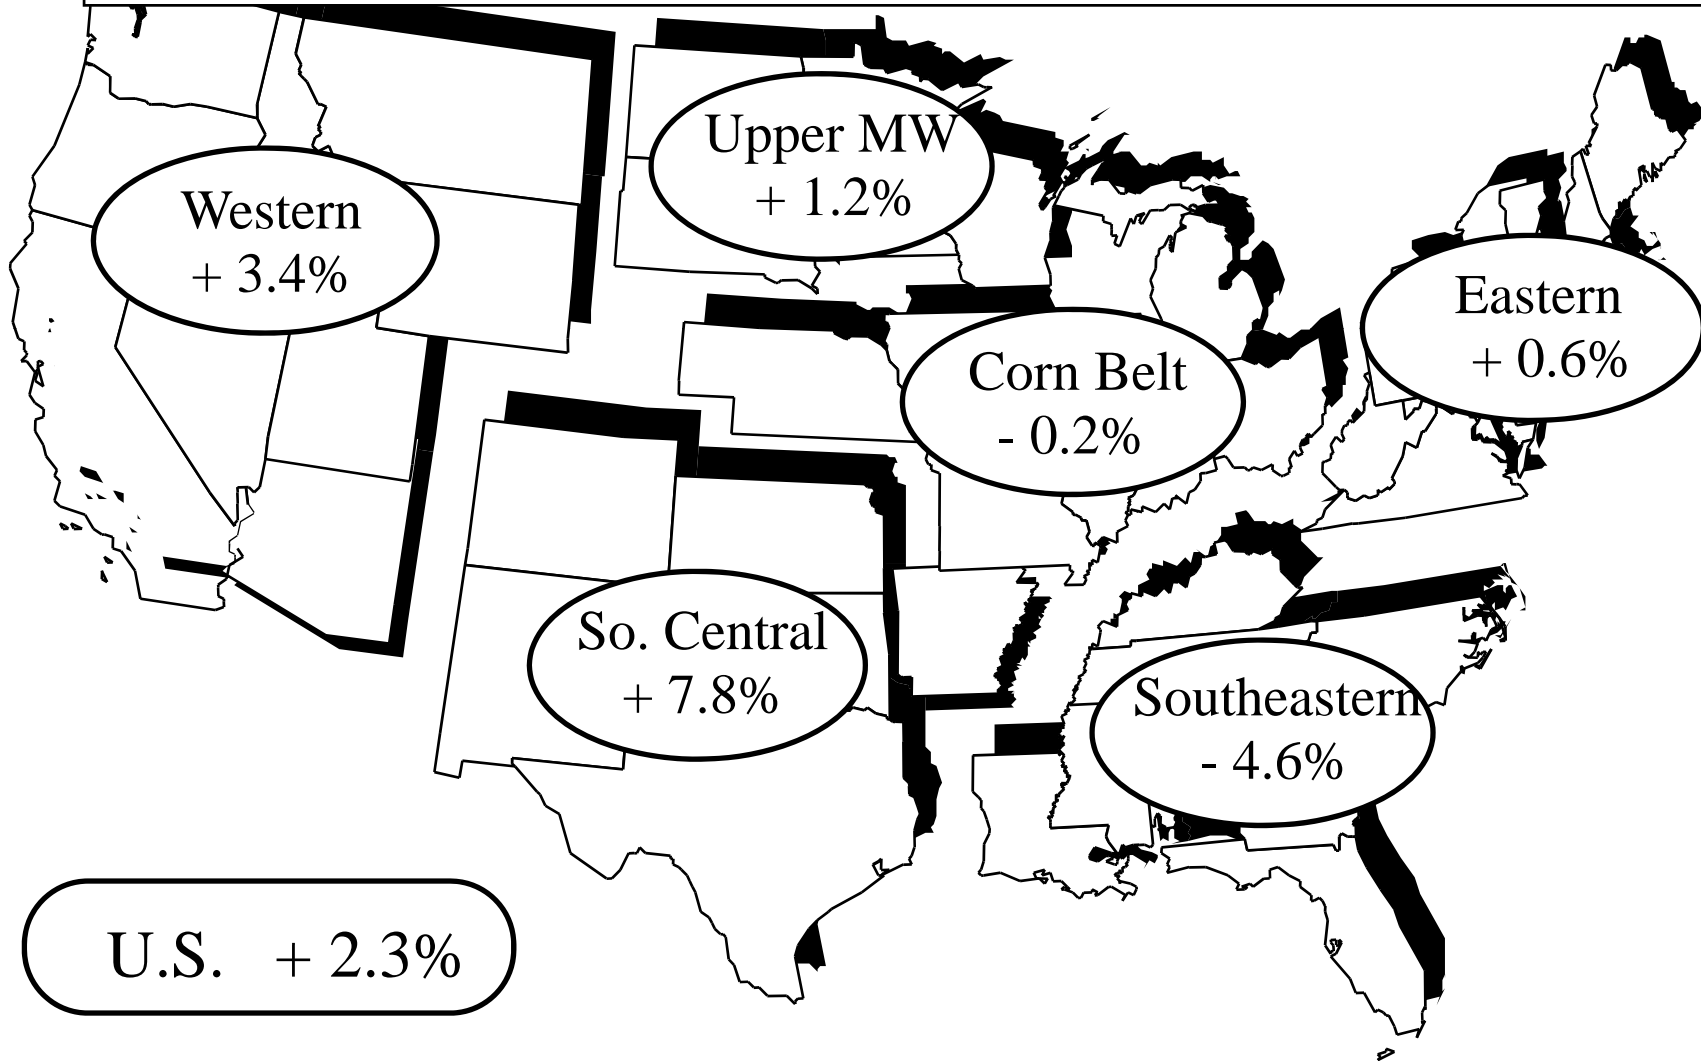 Upper MW
+ 1.2%
Western
+ 3.4%
Eastern
+ 0.6%
Corn Belt
- 0.2%
So. Central
+ 7.8%
Southeastern
- 4.6%
U.S. + 2.3%